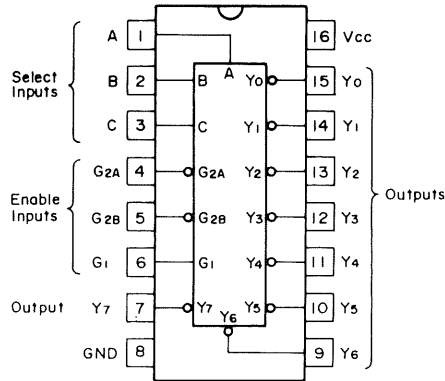 A 1 16 Vcc
A
Select
Inputs
B 2 B Y0 15 Y0
C 3 C Y1 14 Y1
G2A 4 G2A Y2 13 Y2
Enable
Inputs
G2B 5 G2B Y3 12 Y3
Outputs
G1 6 G1 Y4 11 Y4
Output Y7 7 Y7 Y5 10 Y5
Y6
GND 8 9 Y6